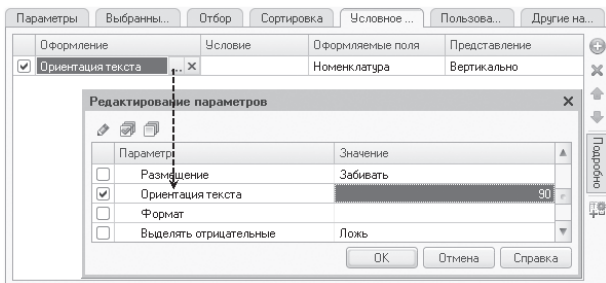 Параметры Выбранны... Отбор Сортировка Условное ... Пользова... Другие на...
Оформление Условие Оформляемые поля Представление
Ориентация текста ... × Номенклатура Вертикально
Редактирование параметров ×
Параметр Значение
Размещение Забивать
Ориентация текста 90
Формат
Выделять отрицательные Ложь
OK Отмена Справка
Подробно